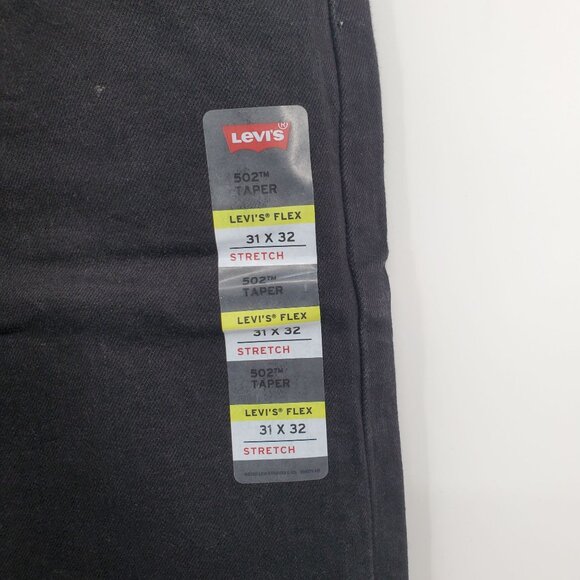 Levi's®
502™
TAPER
LEVI'S® FLEX
31 X 32
STRETCH
502™
TAPER
LEVI'S® FLEX
31 X 32
STRETCH
502™
TAPER
LEVI'S® FLEX
31 X 32
STRETCH